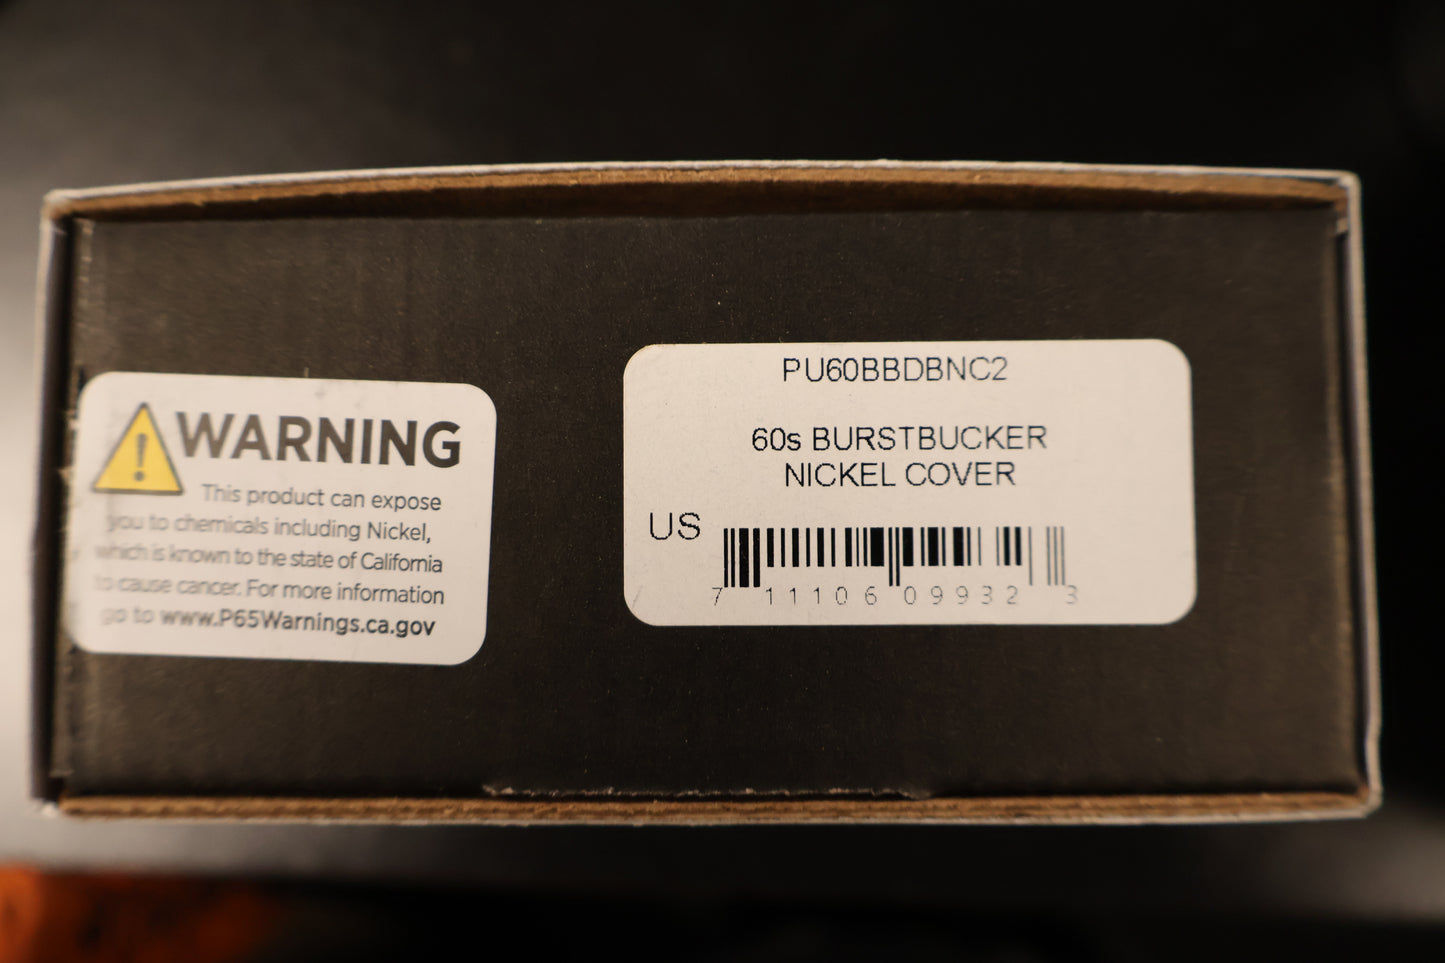 WARNING
This product can expose
you to chemicals including Nickel,
which is known to the state of California
to cause cancer. For more information
go to www.P65Warnings.ca.gov
PU60BBDBNC2
60s BURSTBUCKER
NICKEL COVER
US
7 11106 09932 3